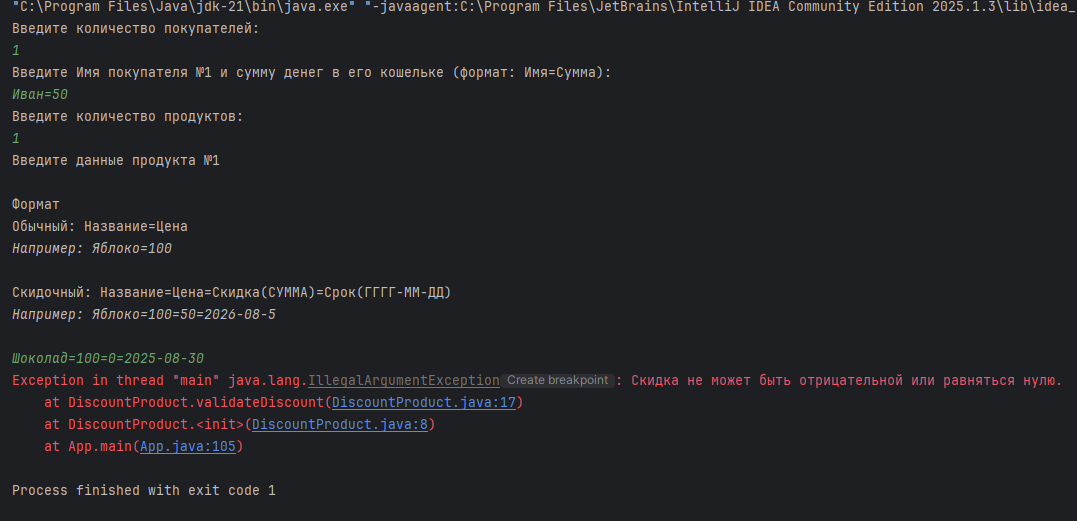 "C:\Program Files\Java\jdk-21\bin\java.exe" "-javaagent:C:\Program Files\JetBrains\IntelliJ IDEA Community Edition 2025.1.3\lib\idea_
Введите количество покупателей:
1
Введите Имя покупателя №1 и сумму денег в его кошельке (формат: Имя=Сумма):
Иван=50
Введите количество продуктов:
1
Введите данные продукта №1
Формат
Обычный: Название=Цена
Например: Яблоко=100
Скидочный: Название=Цена=Скидка(СУММА)=Срок(ГГГГ-ММ-ДД)
Например: Яблоко=100=50=2026-08-5
Шоколад=100=0=2025-08-30
Exception in thread "main" java.lang.IllegalArgumentException Create breakpoint : Скидка не может быть отрицательной или равняться нулю.
at DiscountProduct.validateDiscount(DiscountProduct.java:17)
at DiscountProduct.<init>(DiscountProduct.java:8)
at App.main(App.java:105)
Process finished with exit code 1